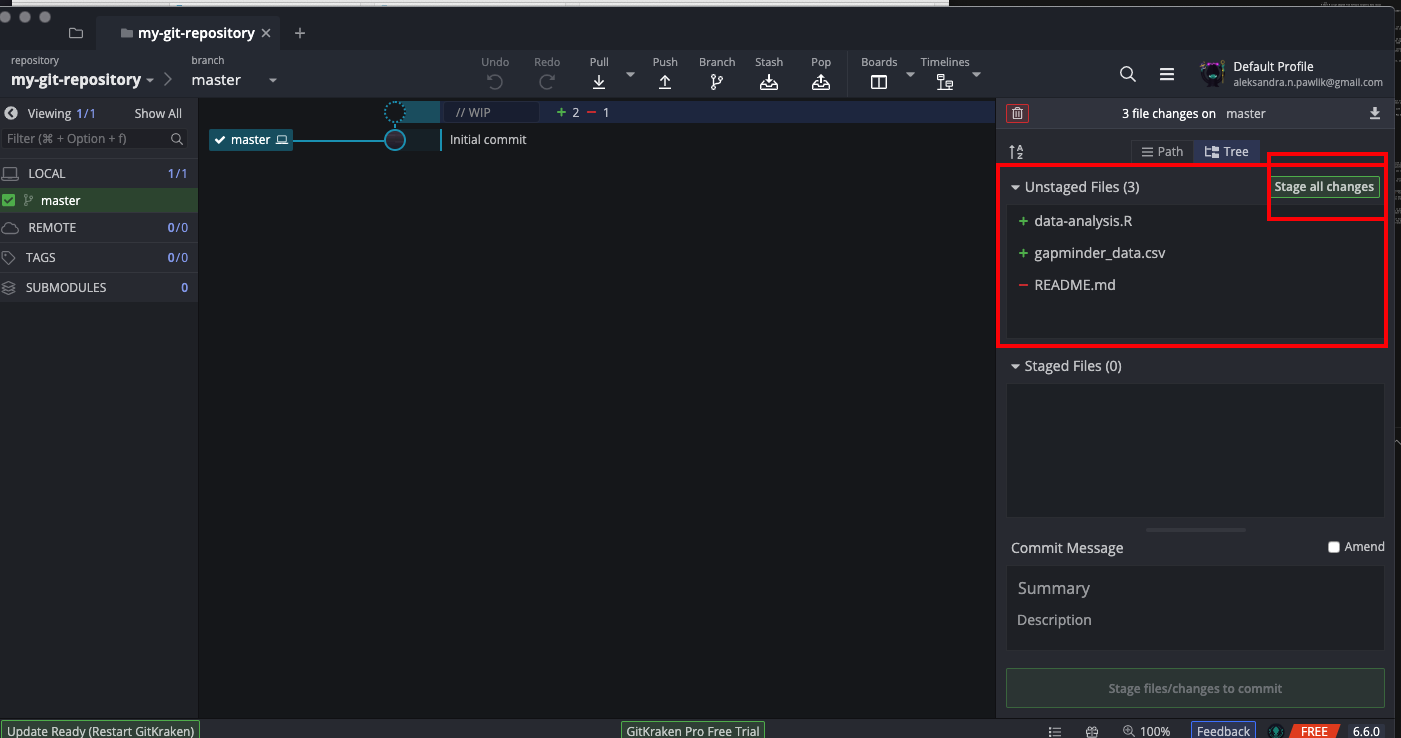 my-git-repository
repository
my-git-repository
branch
master
Undo
Redo
Pull
Push
Branch
Stash
Pop
Boards
Timelines
Default Profile
aleksandra.n.pawlik@gmail.com
Viewing 1/1
Show All
Filter (⌘ + Option + f)
LOCAL 1/1
master
REMOTE 0/0
TAGS 0/0
SUBMODULES 0
// WIP
+ 2 − 1
master
Initial commit
3 file changes on master
A
Z
Path
Tree
Unstaged Files (3)
Stage all changes
+ data-analysis.R
+ gapminder_data.csv
− README.md
Staged Files (0)
Commit Message
Amend
Summary
Description
Stage files/changes to commit
Update Ready (Restart GitKraken)
GitKraken Pro Free Trial
100%
Feedback
FREE
6.6.0